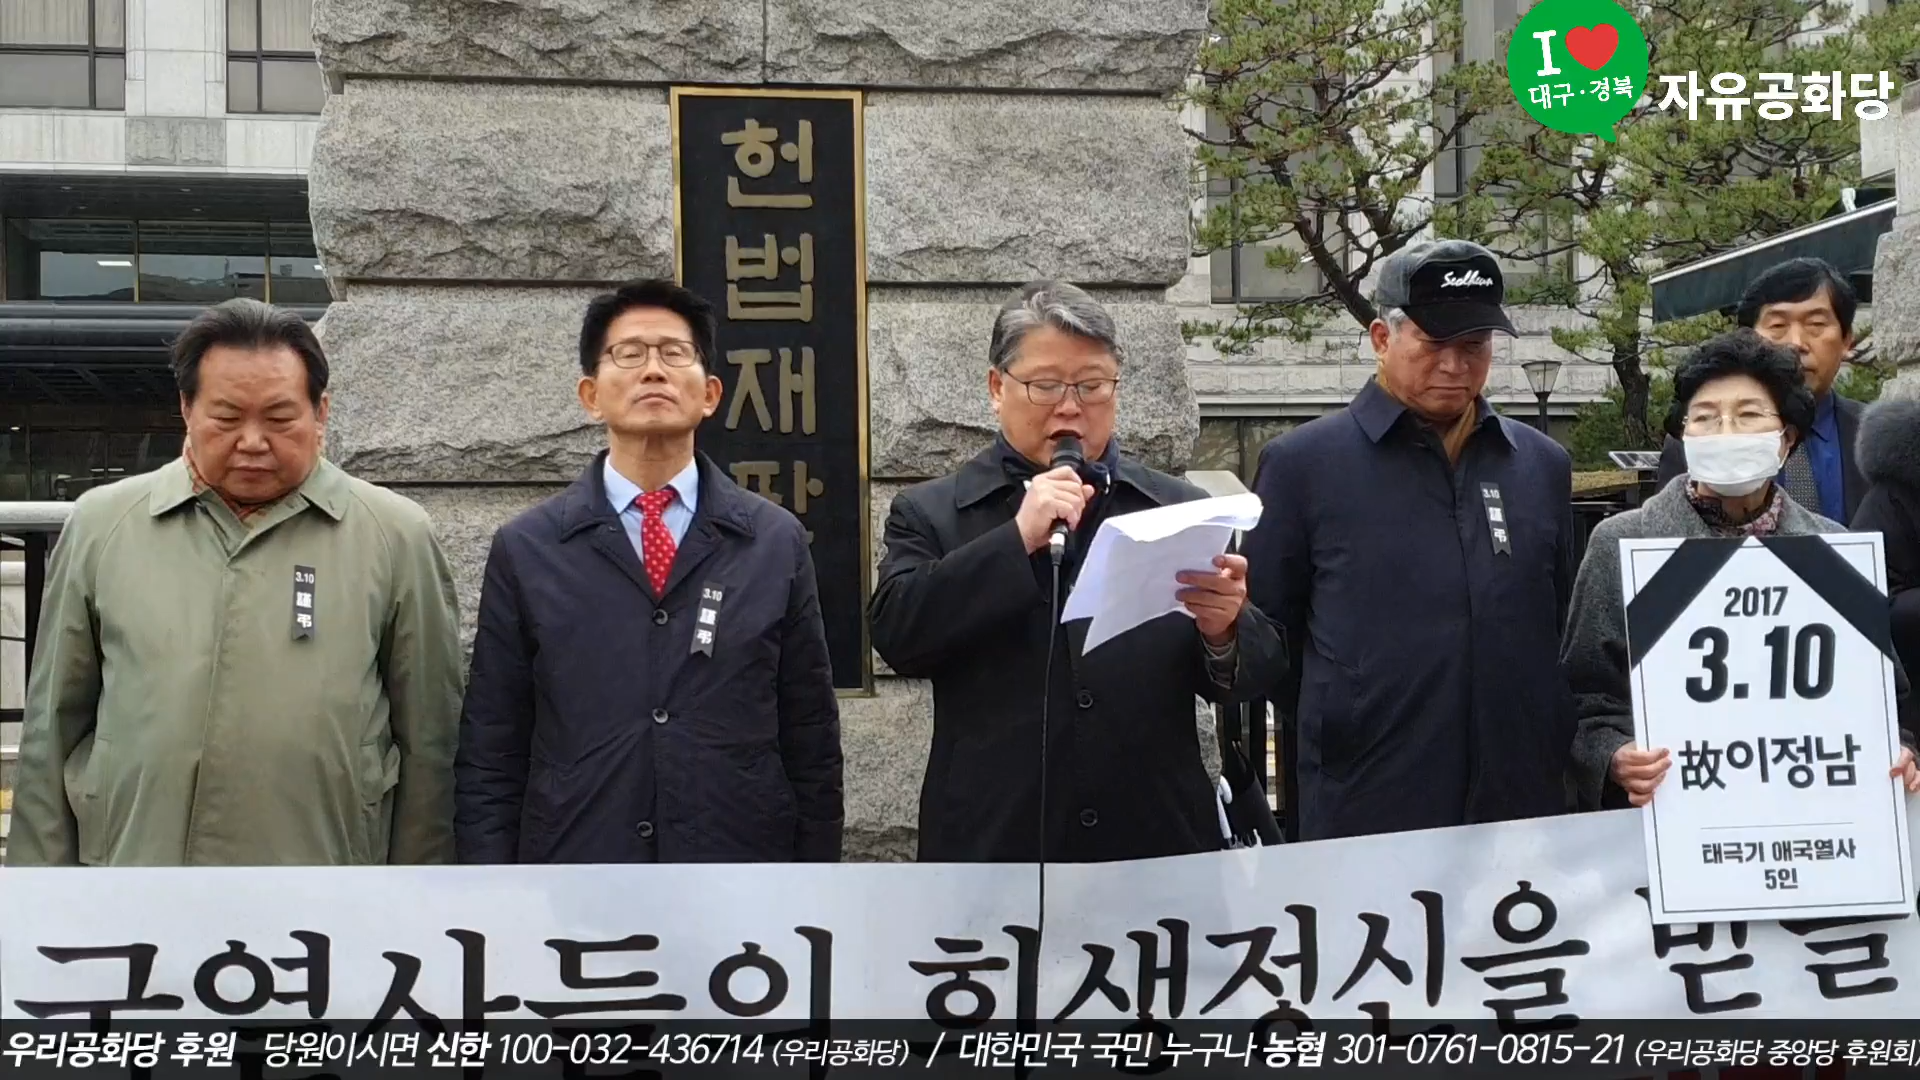 I ♥
대구·경북
자유공화당
헌법재판
3.10
謹弔
3.10
謹弔
3.10
謹弔
2017
3.10
故이정남
태극기 애국열사
5인
국열사들의 희생정신을 받들
우리공화당 후원 당원이시면 신한 100-032-436714 (우리공화당) / 대한민국 국민 누구나 농협 301-0761-0815-21 (우리공화당 중앙당 후원회)